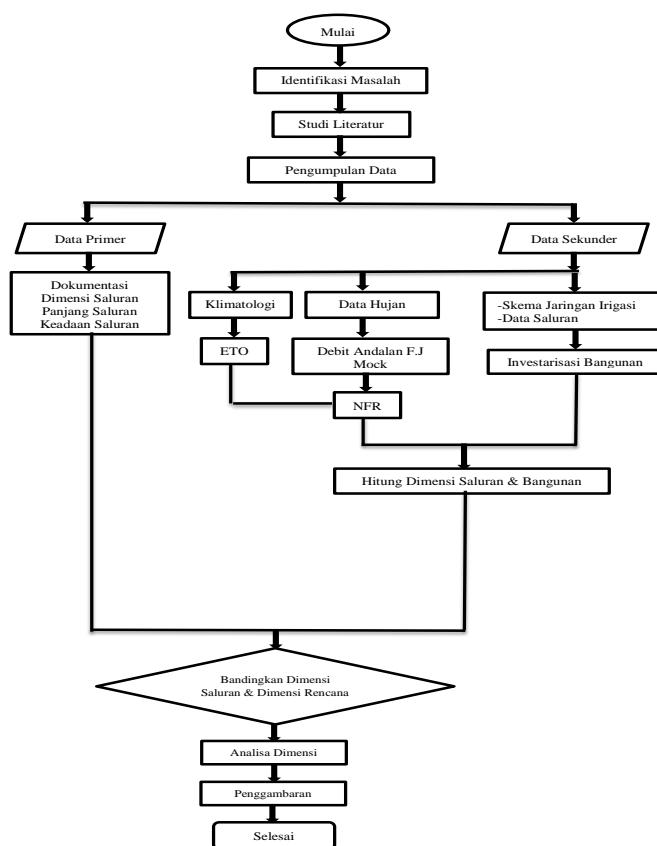 Mulai
Identifikasi Masalah
Studi Literatur
Pengumpulan Data
Data Primer
Data Sekunder
Dokumentasi
Dimensi Saluran
Panjang Saluran
Keadaan Saluran
Klimatologi
Data Hujan
-Skema Jaringan Irigasi
-Data Saluran
ETO
Debit Andalan F.J
Mock
Investarisasi Bangunan
NFR
Hitung Dimensi Saluran & Bangunan
Bandingkan Dimensi
Saluran & Dimensi Rencana
Analisa Dimensi
Penggambaran
Selesai